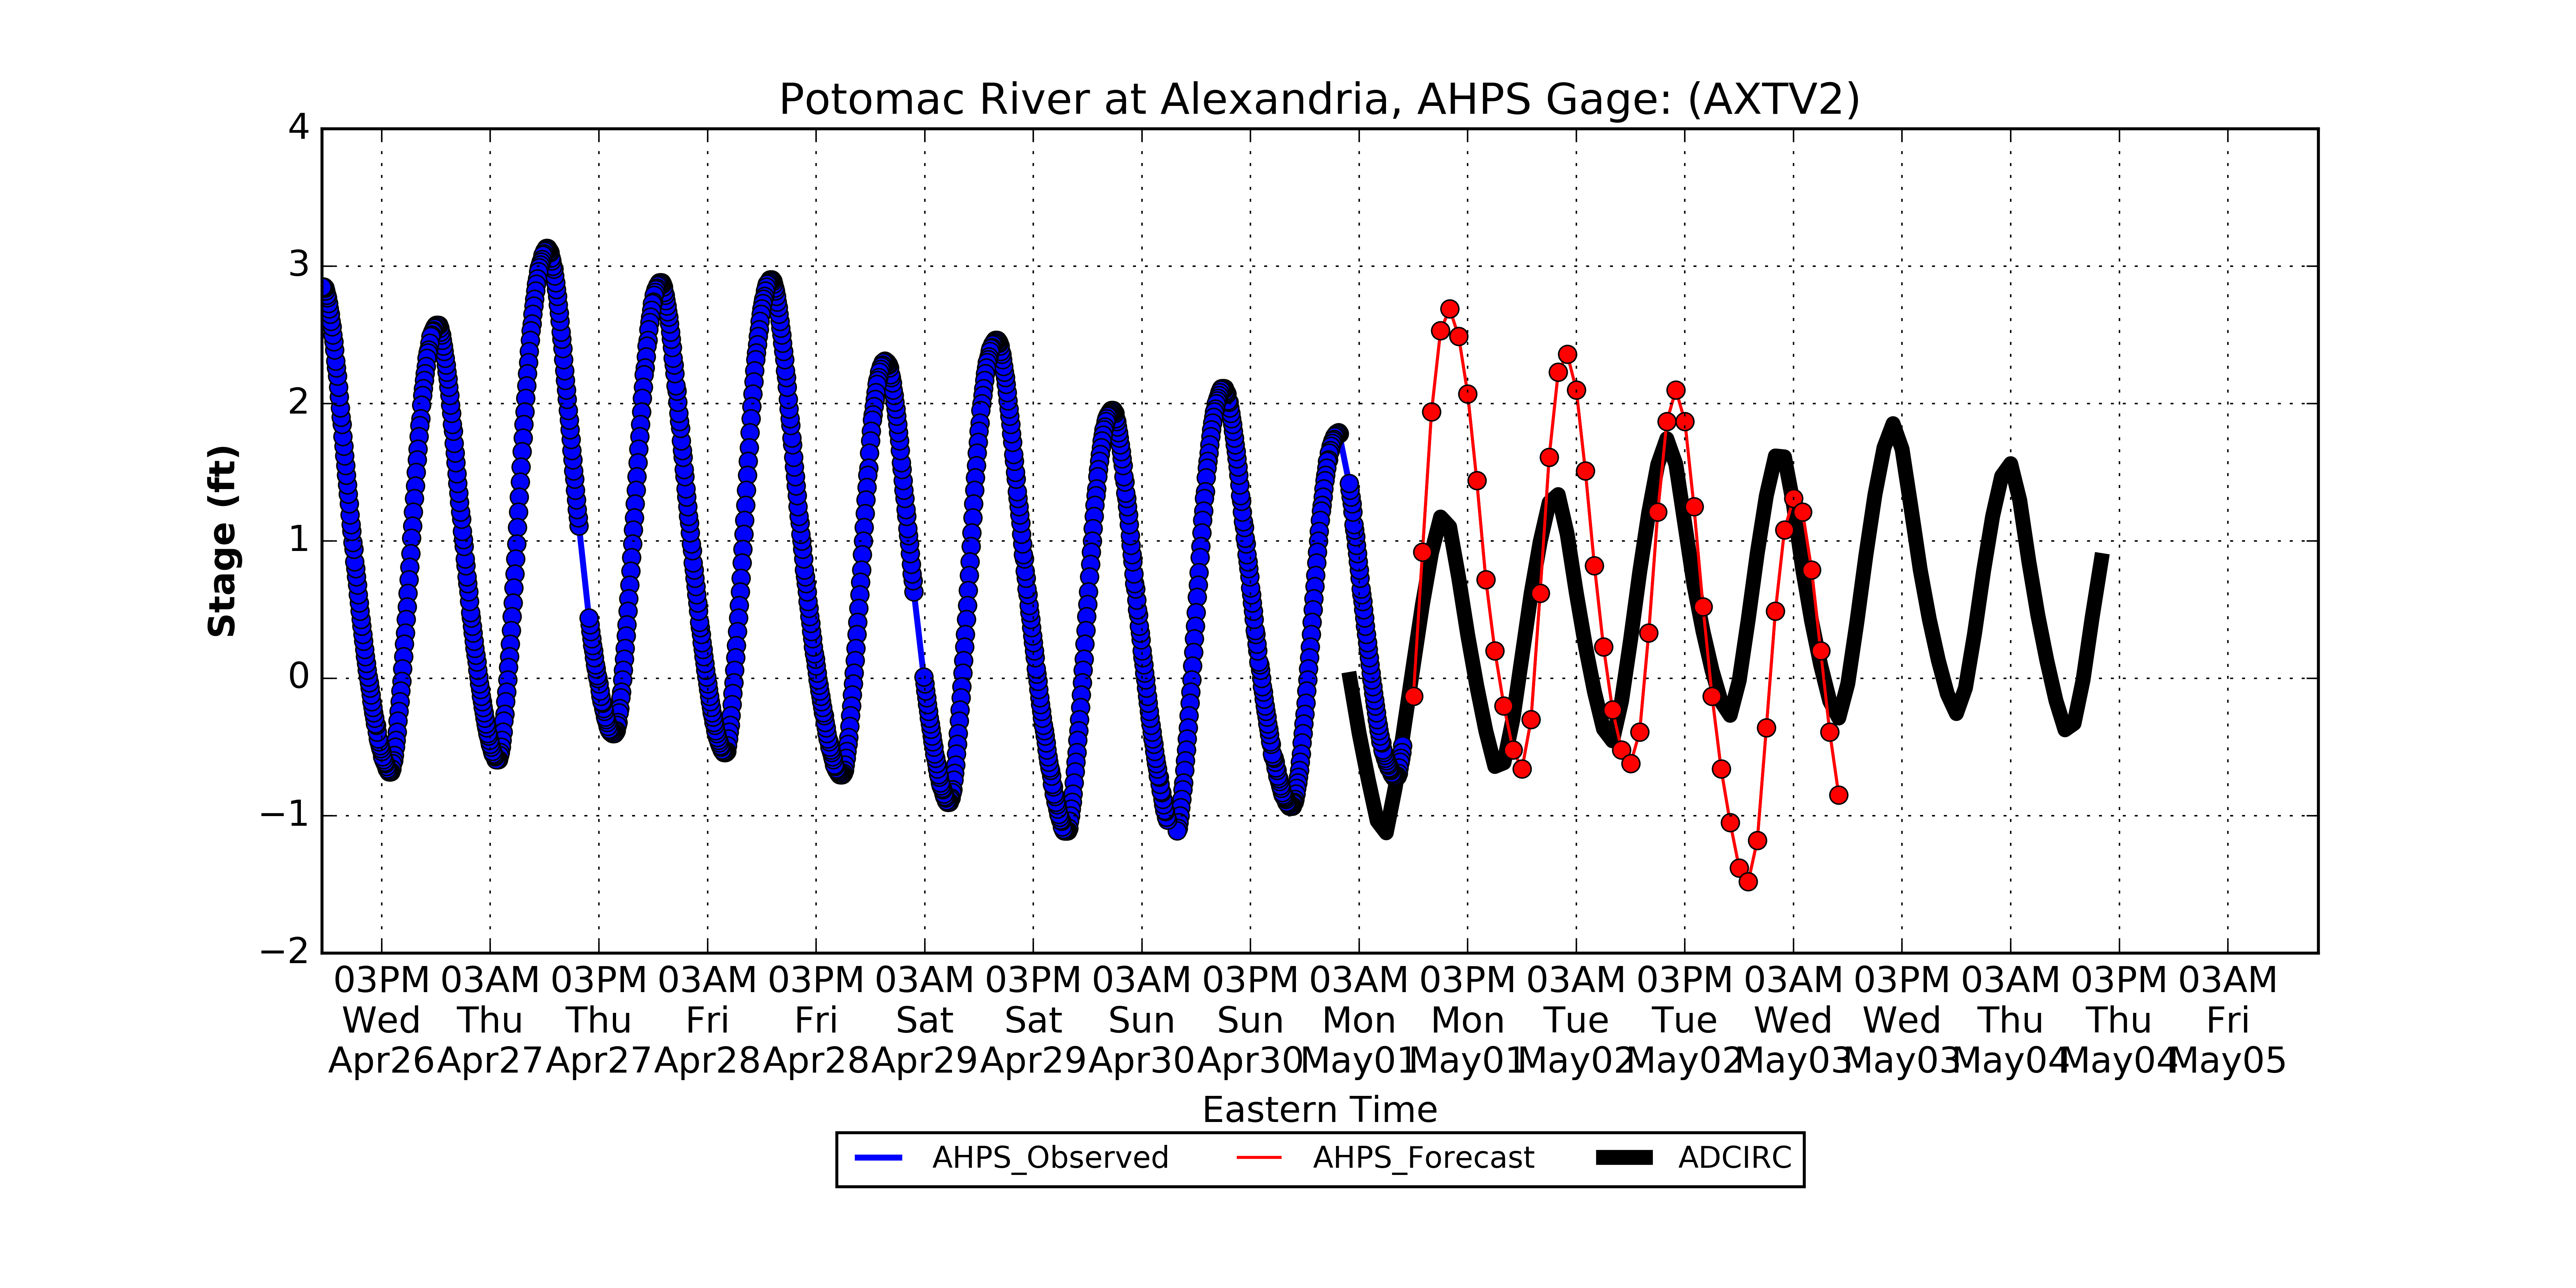 Potomac River at Alexandria, AHPS Gage: (AXTV2)
4
3
2
1
0
−1
−2
Stage (ft)
03PM 03AM 03PM 03AM 03PM 03AM 03PM 03AM 03PM 03AM 03PM 03AM 03PM 03AM 03PM 03AM 03PM 03AM
Wed Thu Thu Fri Fri Sat Sat Sun Sun Mon Mon Tue Tue Wed Wed Thu Thu Fri
Apr26 Apr27 Apr27 Apr28 Apr28 Apr29 Apr29 Apr30 Apr30 May01 May01 May02 May02 May03 May03 May04 May04 May05
Eastern Time
AHPS_Observed AHPS_Forecast ADCIRC